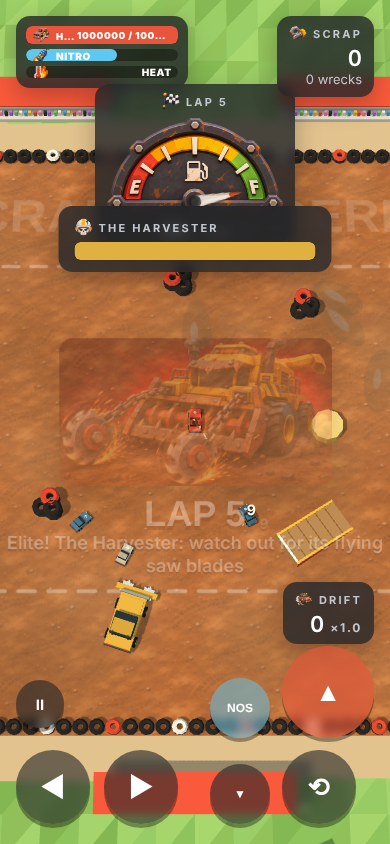 H... 1000000 / 100...
NITRO
HEAT
SCRAP
0
0 wrecks
LAP 5
E F
THE HARVESTER
LAP 5
9
Elite! The Harvester: watch out for its flying
saw blades
DRIFT
0 ×1.0
NOS